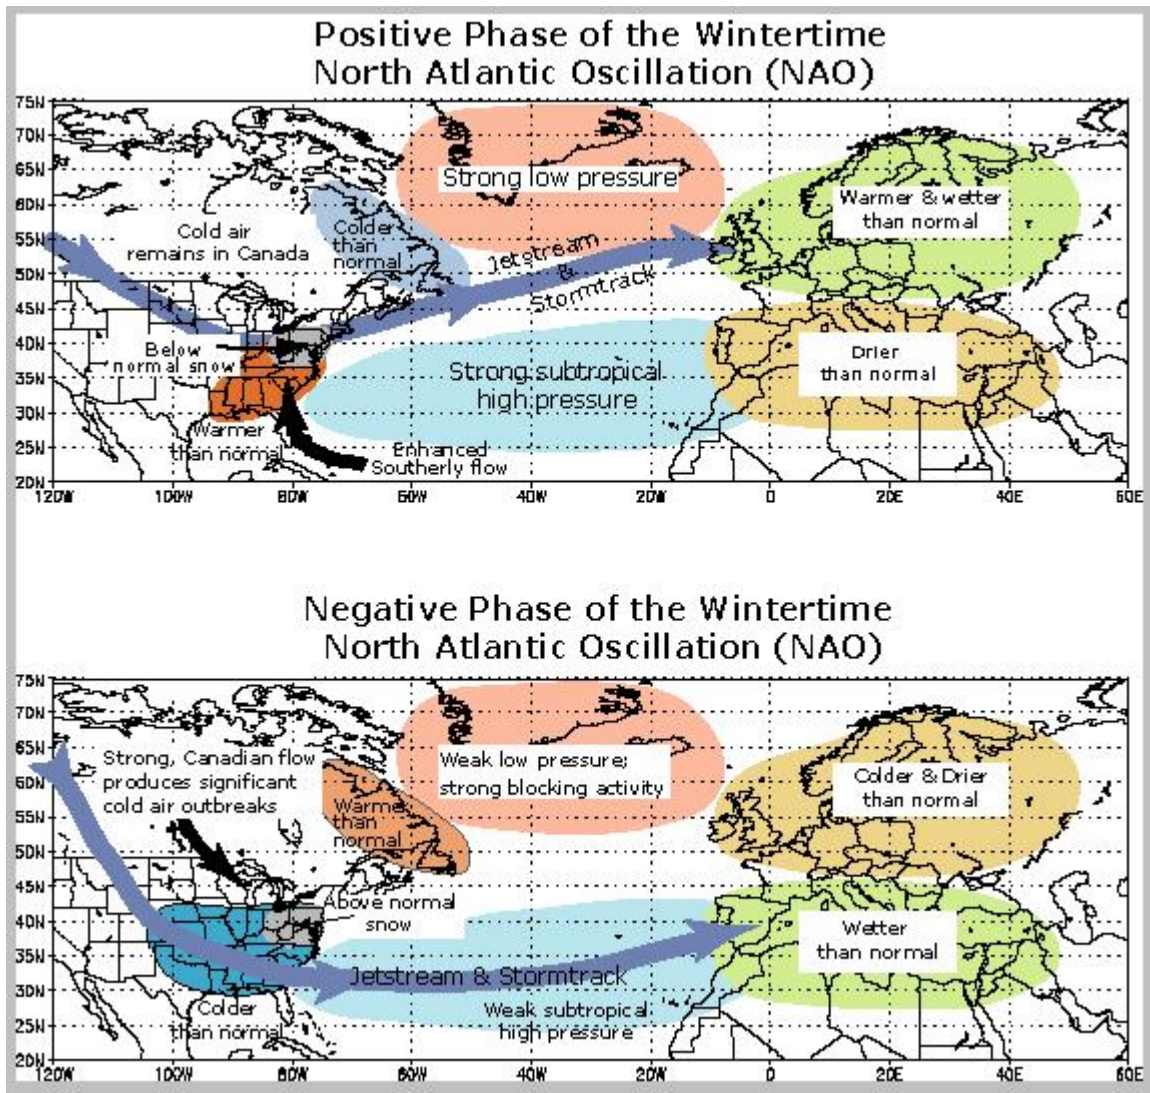 Positive Phase of the Wintertime
North Atlantic Oscillation (NAO)
75N
70N
65N
60N
55N
50N
45N
40N
35N
30N
25N
20N
Strong low pressure
Warmer & wetter
than normal
Colder
than
normal
Cold air
remains in Canada
Jetstream
&
Stormtrack
Below
normal snow
Strong subtropical
high pressure
Drier
than normal
Warmer
than normal
Enhanced
Southerly flow
120W 100W 80W 60W 40W 20W 0 20E 40E 60E
Negative Phase of the Wintertime
North Atlantic Oscillation (NAO)
75N
70N
65N
60N
55N
50N
45N
40N
35N
30N
25N
20N
Strong, Canadian flow
produces significant
cold air outbreaks
Weak low pressure;
strong blocking activity
Colder & Drier
than normal
Warmer
than
normal
Above normal
snow
Wetter
than normal
Jetstream & Stormtrack
Colder
than normal
Weak subtropical
high pressure
120W 100W 80W 60W 40W 20W 0 20E 40E 60E